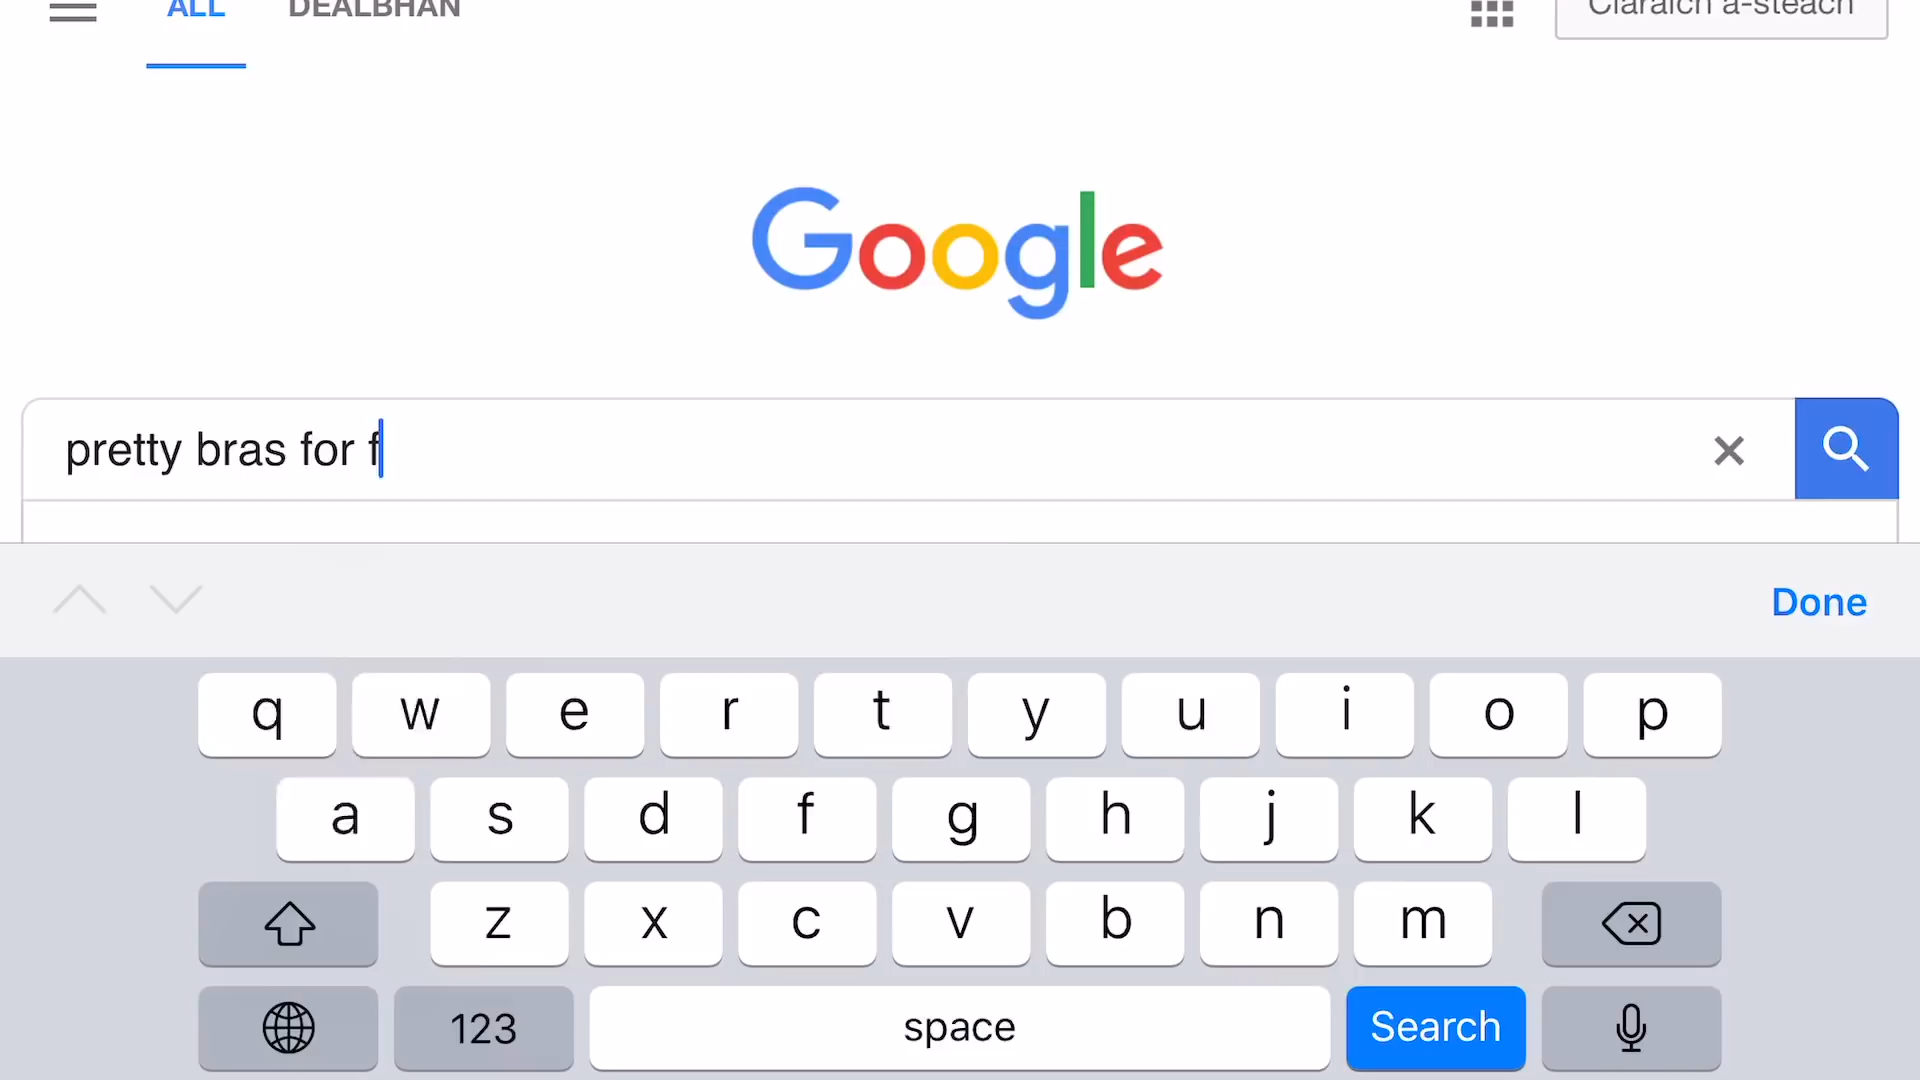 ALL DEALBHAN Clàraich a-steach
Google
pretty bras for f
Done
q w e r t y u i o p
a s d f g h j k l
z x c v b n m
123 space Search